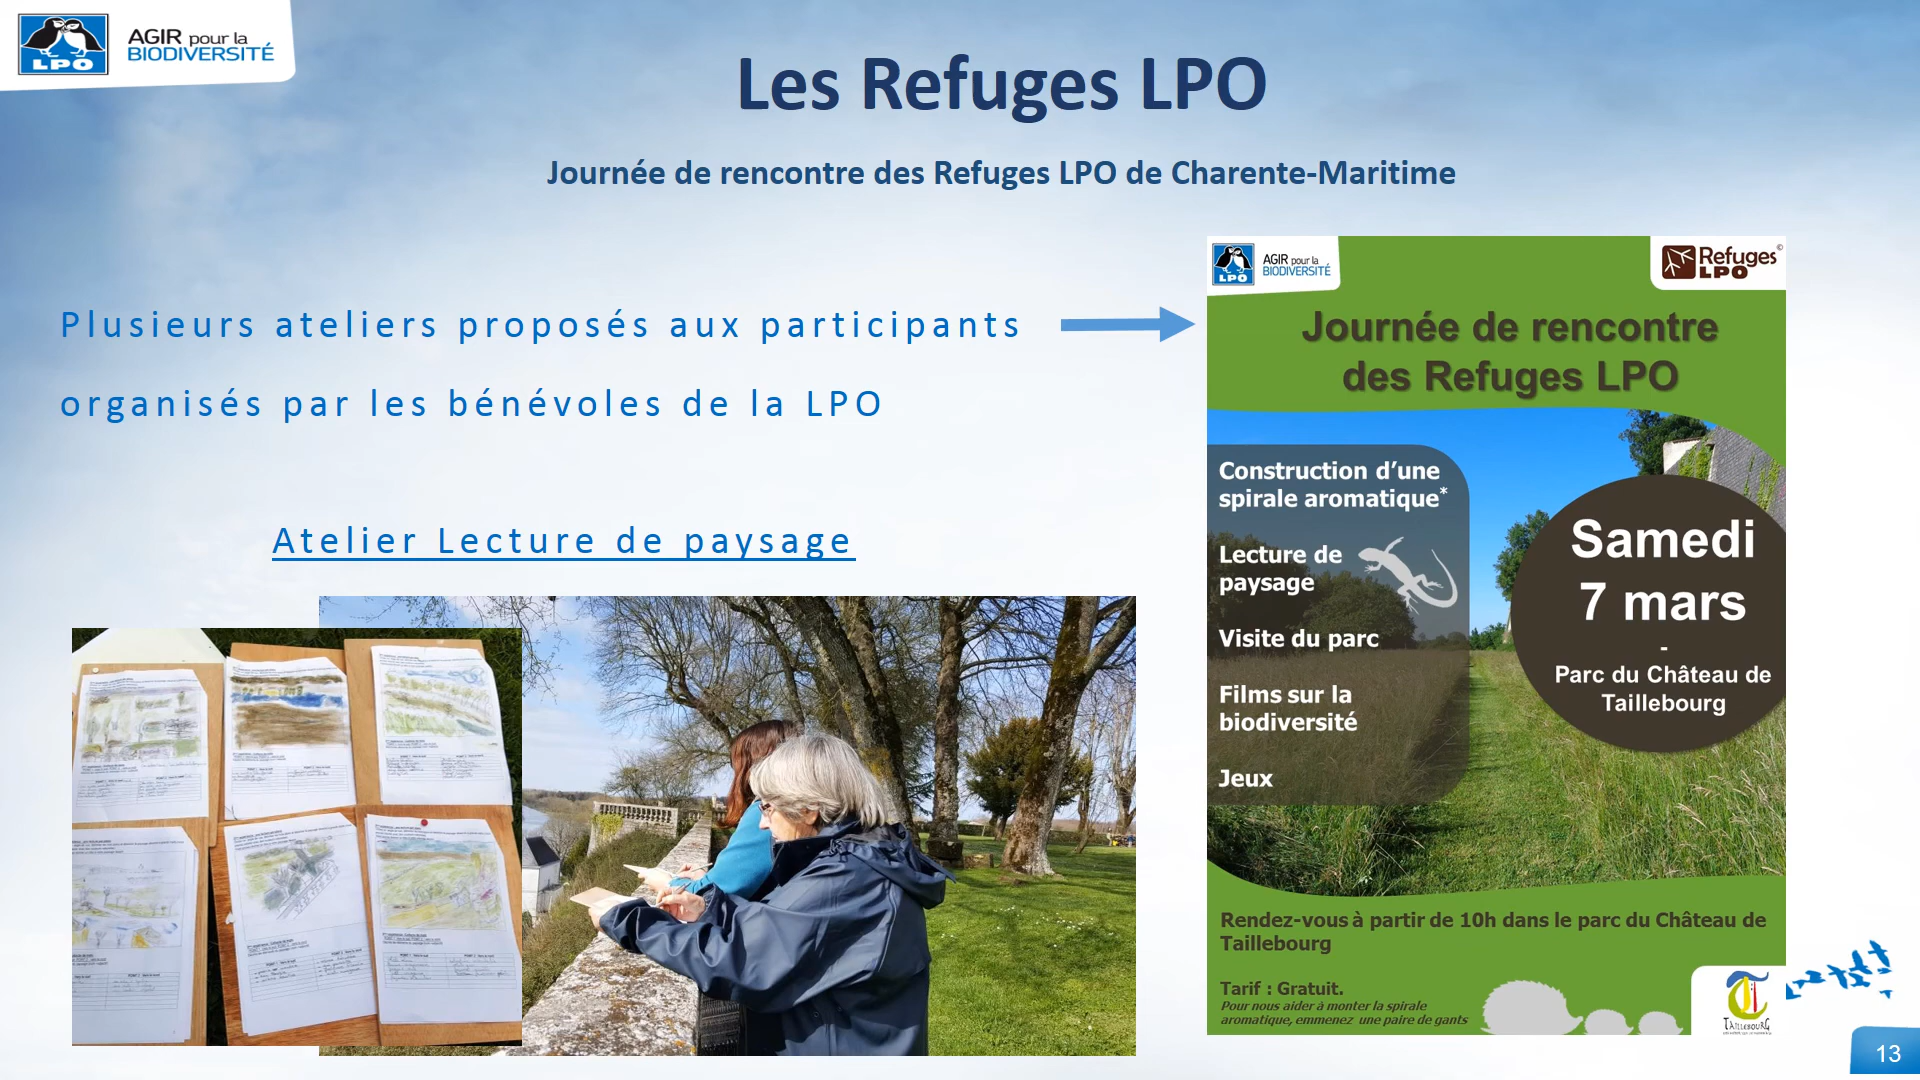 LPO
AGIR pour la
BIODIVERSITÉ
Les Refuges LPO
Journée de rencontre des Refuges LPO de Charente-Maritime
Plusieurs ateliers proposés aux participants
organisés par les bénévoles de la LPO
Atelier Lecture de paysage
LPO
AGIR pour la
BIODIVERSITÉ
Refuges©
LPO
Journée de rencontre
des Refuges LPO
Construction d’une
spirale aromatique*
Lecture de
paysage
Visite du parc
Films sur la
biodiversité
Jeux
Samedi
7 mars
-
Parc du Château de
Taillebourg
Rendez-vous à partir de 10h dans le parc du Château de
Taillebourg
Tarif : Gratuit.
Pour nous aider à monter la spirale
aromatique, emmenez une paire de gants
TAILLEBOURG
13